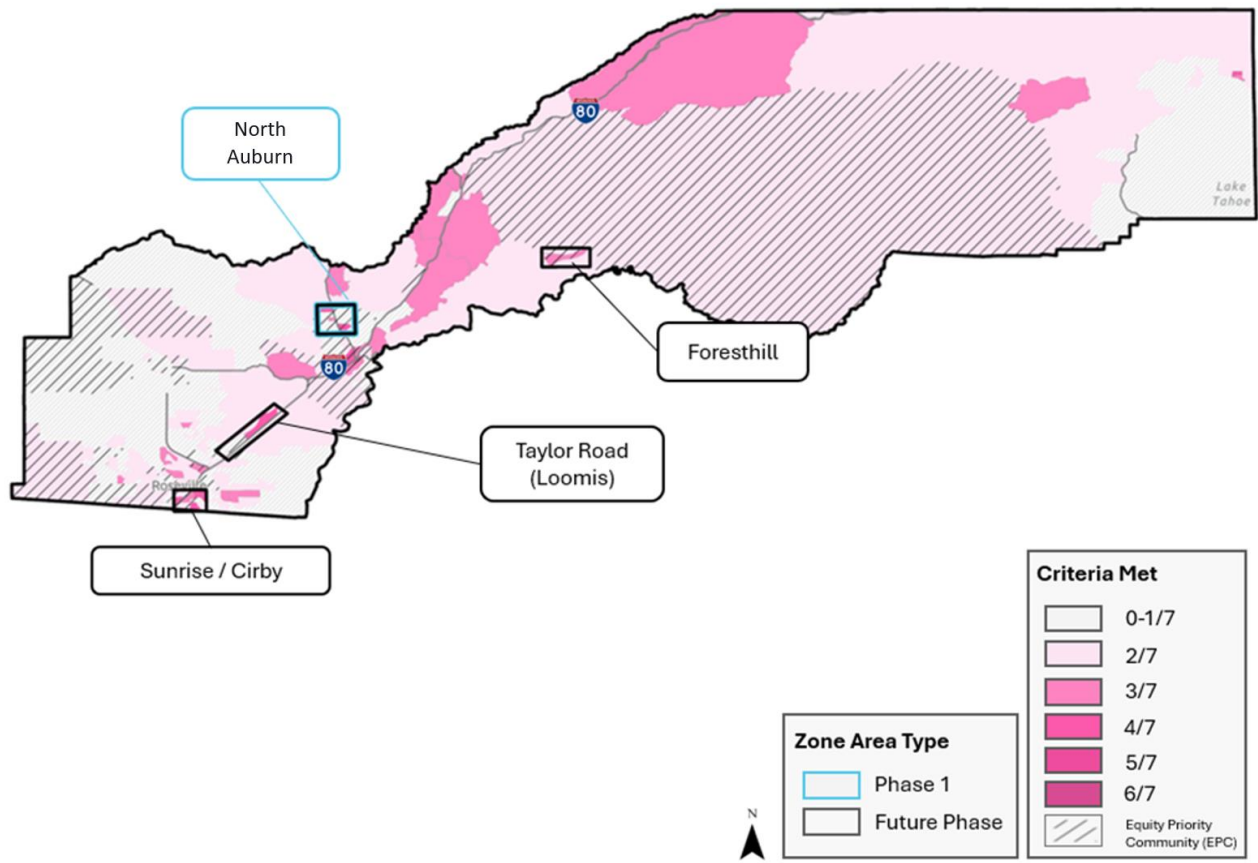 80
North
Auburn
Lake
Tahoe
Foresthill
80
Taylor Road
(Loomis)
Roseville
Sunrise / Cirby
Criteria Met
0-1/7
2/7
3/7
4/7
5/7
6/7
Equity Priority
Community (EPC)
Zone Area Type
Phase 1
Future Phase
N